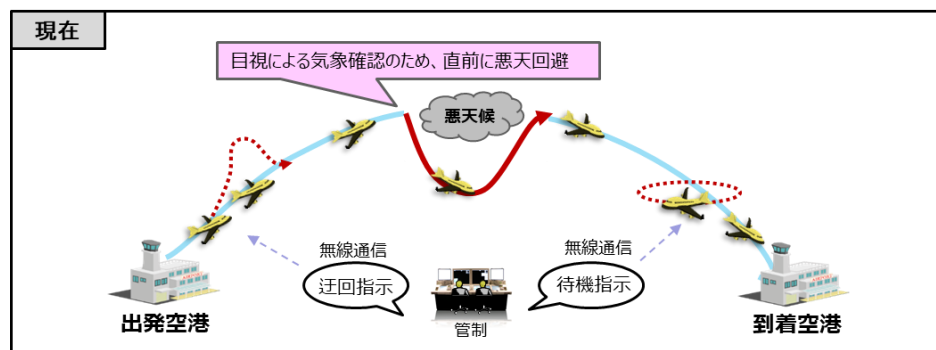 現在
目視による気象確認のため、直前に悪天回避
悪天候
無線通信
迂回指示
無線通信
待機指示
管制
出発空港
到着空港